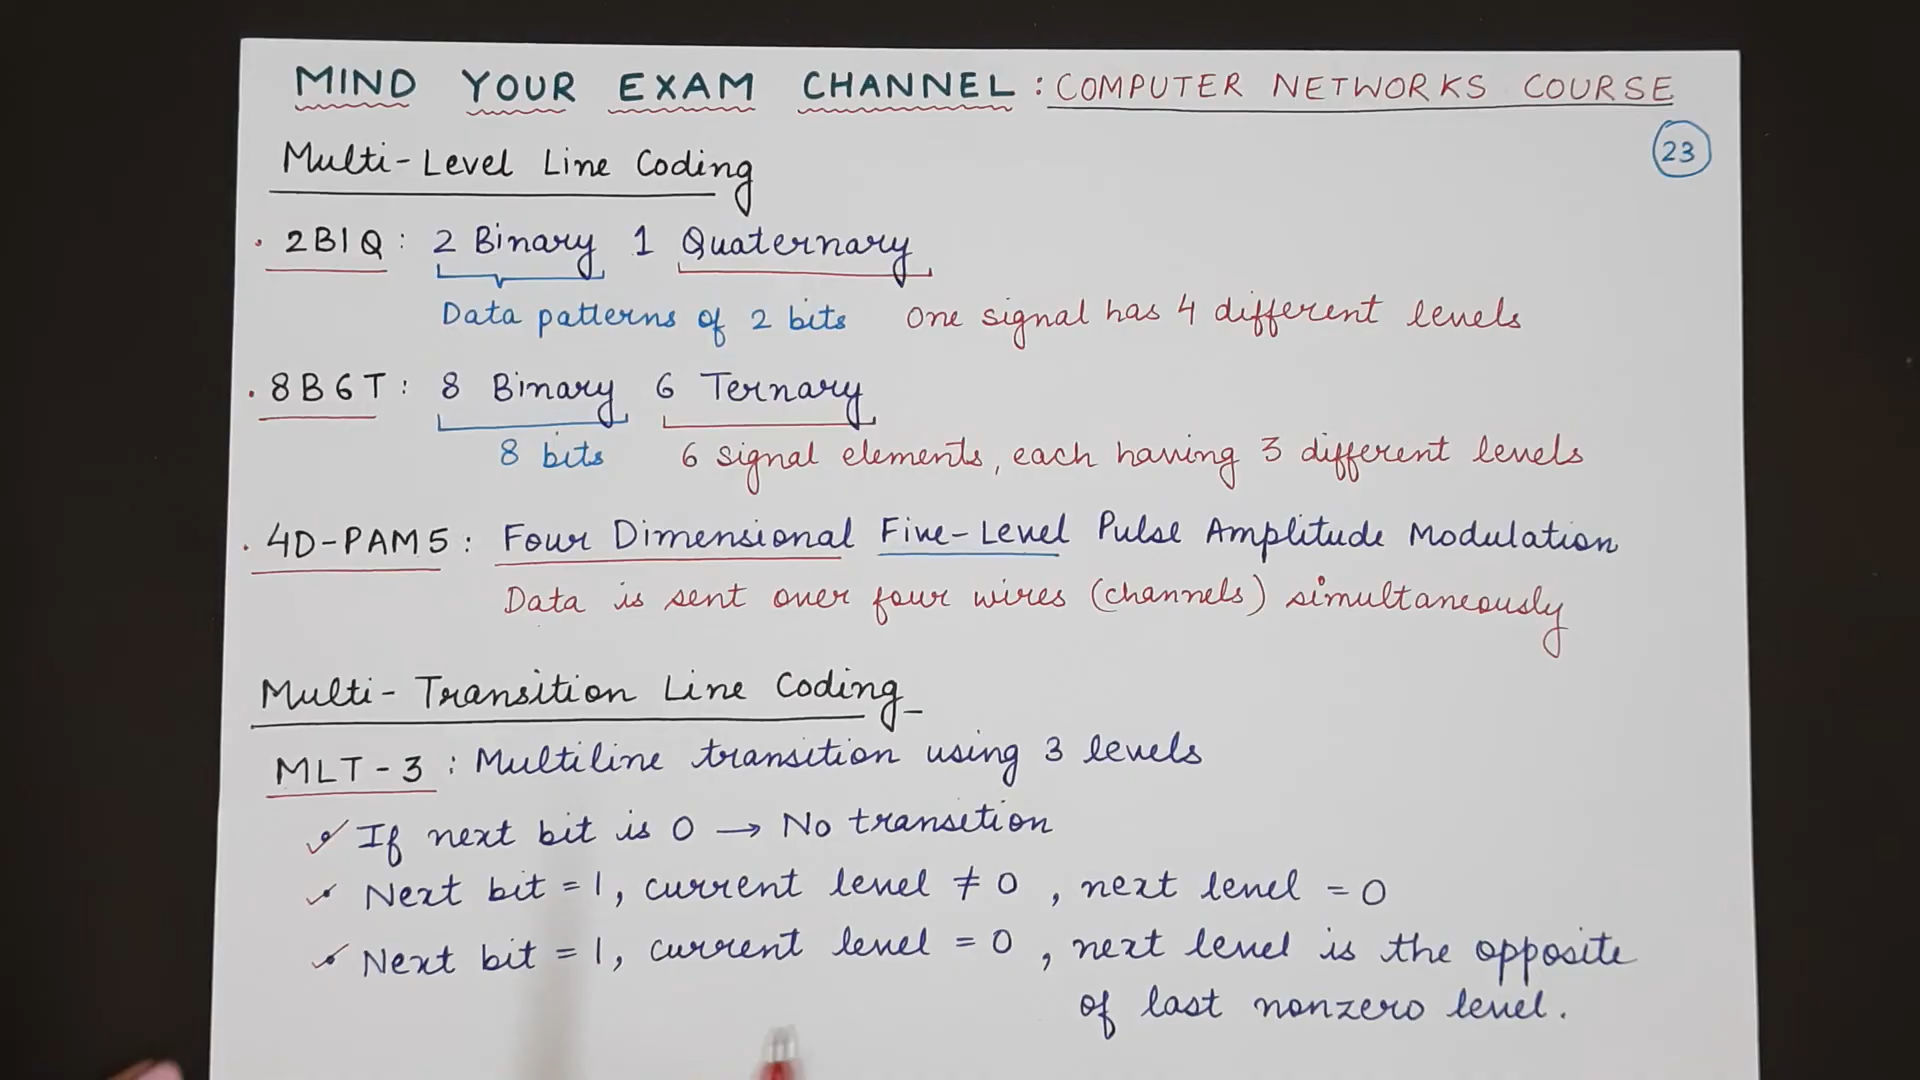 MIND YOUR EXAM CHANNEL : COMPUTER NETWORKS COURSE
23
Multi-Level Line Coding
. 2B1Q : 2 Binary 1 Quaternary
Data patterns of 2 bits One signal has 4 different levels
. 8B6T : 8 Binary 6 Ternary
8 bits 6 signal elements, each having 3 different levels
. 4D-PAM5 : Four Dimensional Five-Level Pulse Amplitude Modulation
Data is sent over four wires (channels) simultaneously
Multi-Transition Line Coding
MLT-3 : Multiline transition using 3 levels
✓ If next bit is 0 → No transition
✓ Next bit = 1, current level ≠ 0 , next level = 0
✓ Next bit = 1, current level = 0 , next level is the opposite
of last nonzero level.